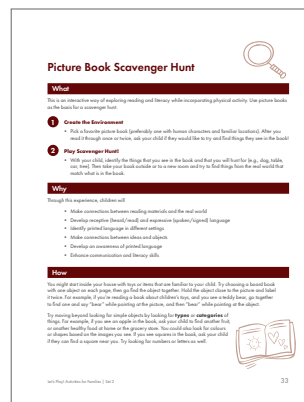 Picture Book Scavenger Hunt
What
This is an interactive way of exploring reading and literacy while incorporating physical activity. Use picture books
as the basis for a scavenger hunt.
1 Create the Environment
• Pick a favorite picture book (preferably one with human characters and familiar locations). After you
read it through once or twice, ask your child if they would like to try and find things they see in the book!
2 Play Scavenger Hunt!
• With your child, identify the things that you see in the book and that you will hunt for (e.g., dog, table,
car, tree). Then take your book outside or to a new room and try to find things from the real world that
match what is in the book.
Why
Through this experience, children will
• Make connections between reading materials and the real world
• Develop receptive (heard/read) and expressive (spoken/signed) language
• Identify printed language in different settings
• Make connections between ideas and objects
• Develop an awareness of printed language
• Enhance communication and literacy skills
How
You might start inside your house with toys or items that are familiar to your child. Try choosing a board book
with one object on each page, then go find the object together. Hold the object close to the picture and label
it twice. For example, if you're reading a book about children's toys, and you see a teddy bear, go together
to find one and say "bear" while pointing at the picture, and then "bear" while pointing at the object.
Try moving beyond looking for simple objects by looking for types or categories of
things. For example, if you see an apple in the book, ask your child to find another fruit,
or another healthy food at home or the grocery store. You could also look for colours
or shapes based on the images you see. If you see squares in the book, ask your child
if they can find a square near you. Try looking for numbers or letters as well.
Let's Play! Activities for Families | Set 2
33